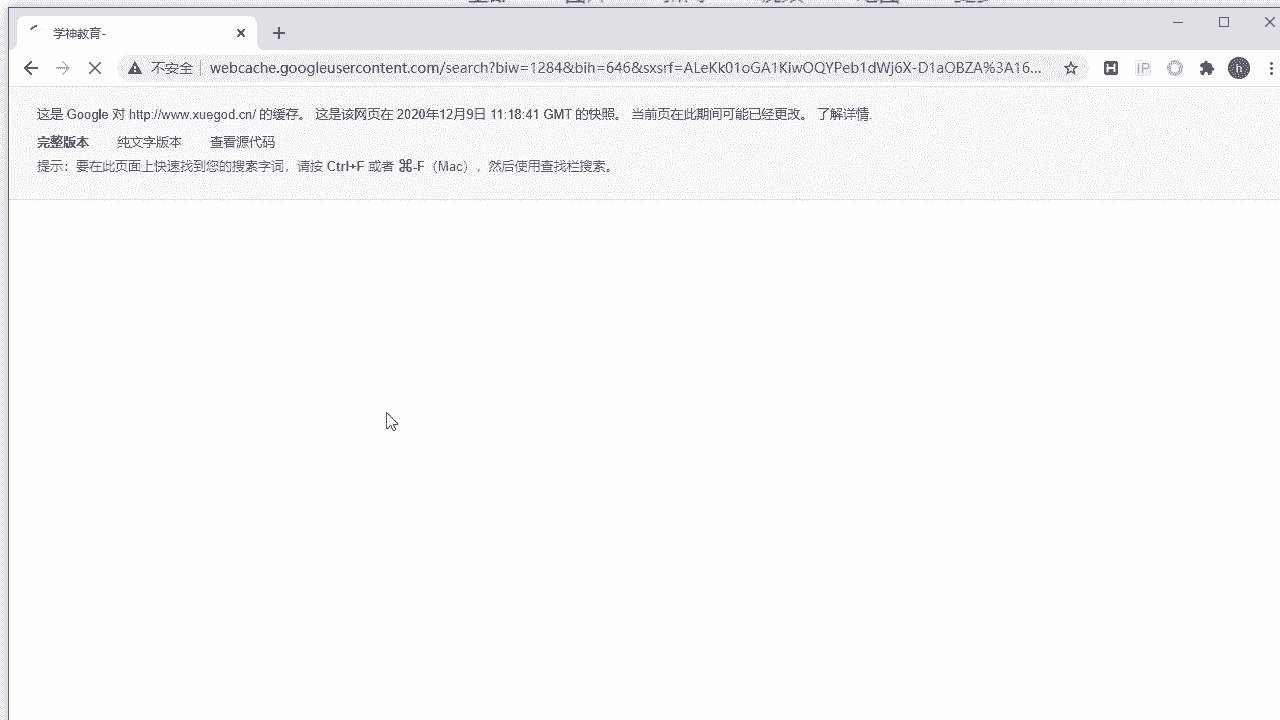 学神教育-
不安全 webcache.googleusercontent.com/search?biw=1284&bih=646&sxsrf=ALeKk01oGA1KiwOQYPeb1dWj6X-D1aOBZA%3A16...
IP
h
这是 Google 对 http://www.xuegod.cn/ 的缓存。 这是该网页在 2020年12月9日 11:18:41 GMT 的快照。 当前页在此期间可能已经更改。 了解详情.
完整版本 纯文字版本 查看源代码
提示：要在此页面上快速找到您的搜索字词，请按 Ctrl+F 或者 ⌘-F（Mac），然后使用查找栏搜索。